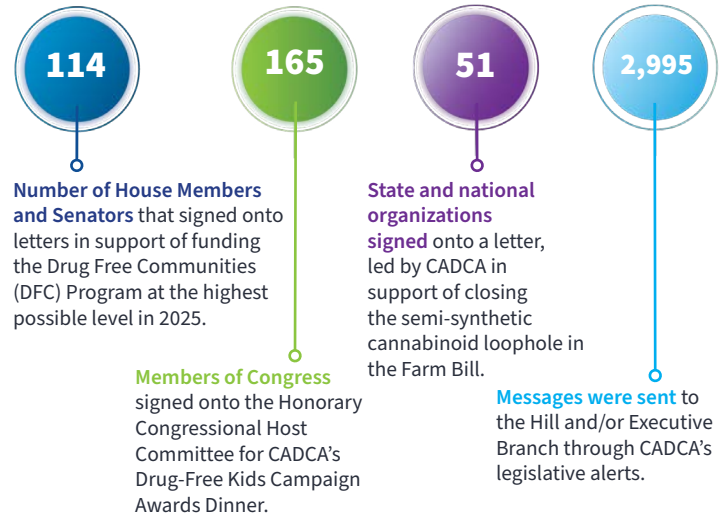 114
165
51
2,995
Number of House Members
and Senators that signed onto
letters in support of funding
the Drug Free Communities
(DFC) Program at the highest
possible level in 2025.
Members of Congress
signed onto the Honorary
Congressional Host
Committee for CADCA’s
Drug-Free Kids Campaign
Awards Dinner.
State and national
organizations
signed onto a letter,
led by CADCA in
support of closing
the semi-synthetic
cannabinoid loophole in
the Farm Bill.
Messages were sent to
the Hill and/or Executive
Branch through CADCA’s
legislative alerts.